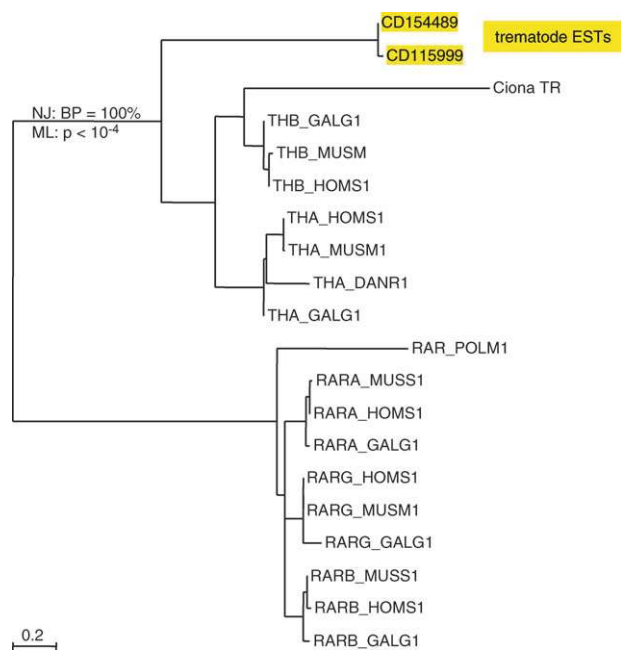 CD154489
trematode ESTs
CD115999
Ciona TR
NJ: BP = 100%
ML: p < 10⁻⁴
THB_GALG1
THB_MUSM
THB_HOMS1
THA_HOMS1
THA_MUSM1
THA_DANR1
THA_GALG1
RAR_POLM1
RARA_MUSS1
RARA_HOMS1
RARA_GALG1
RARG_HOMS1
RARG_MUSM1
RARG_GALG1
RARB_MUSS1
RARB_HOMS1
RARB_GALG1
0.2